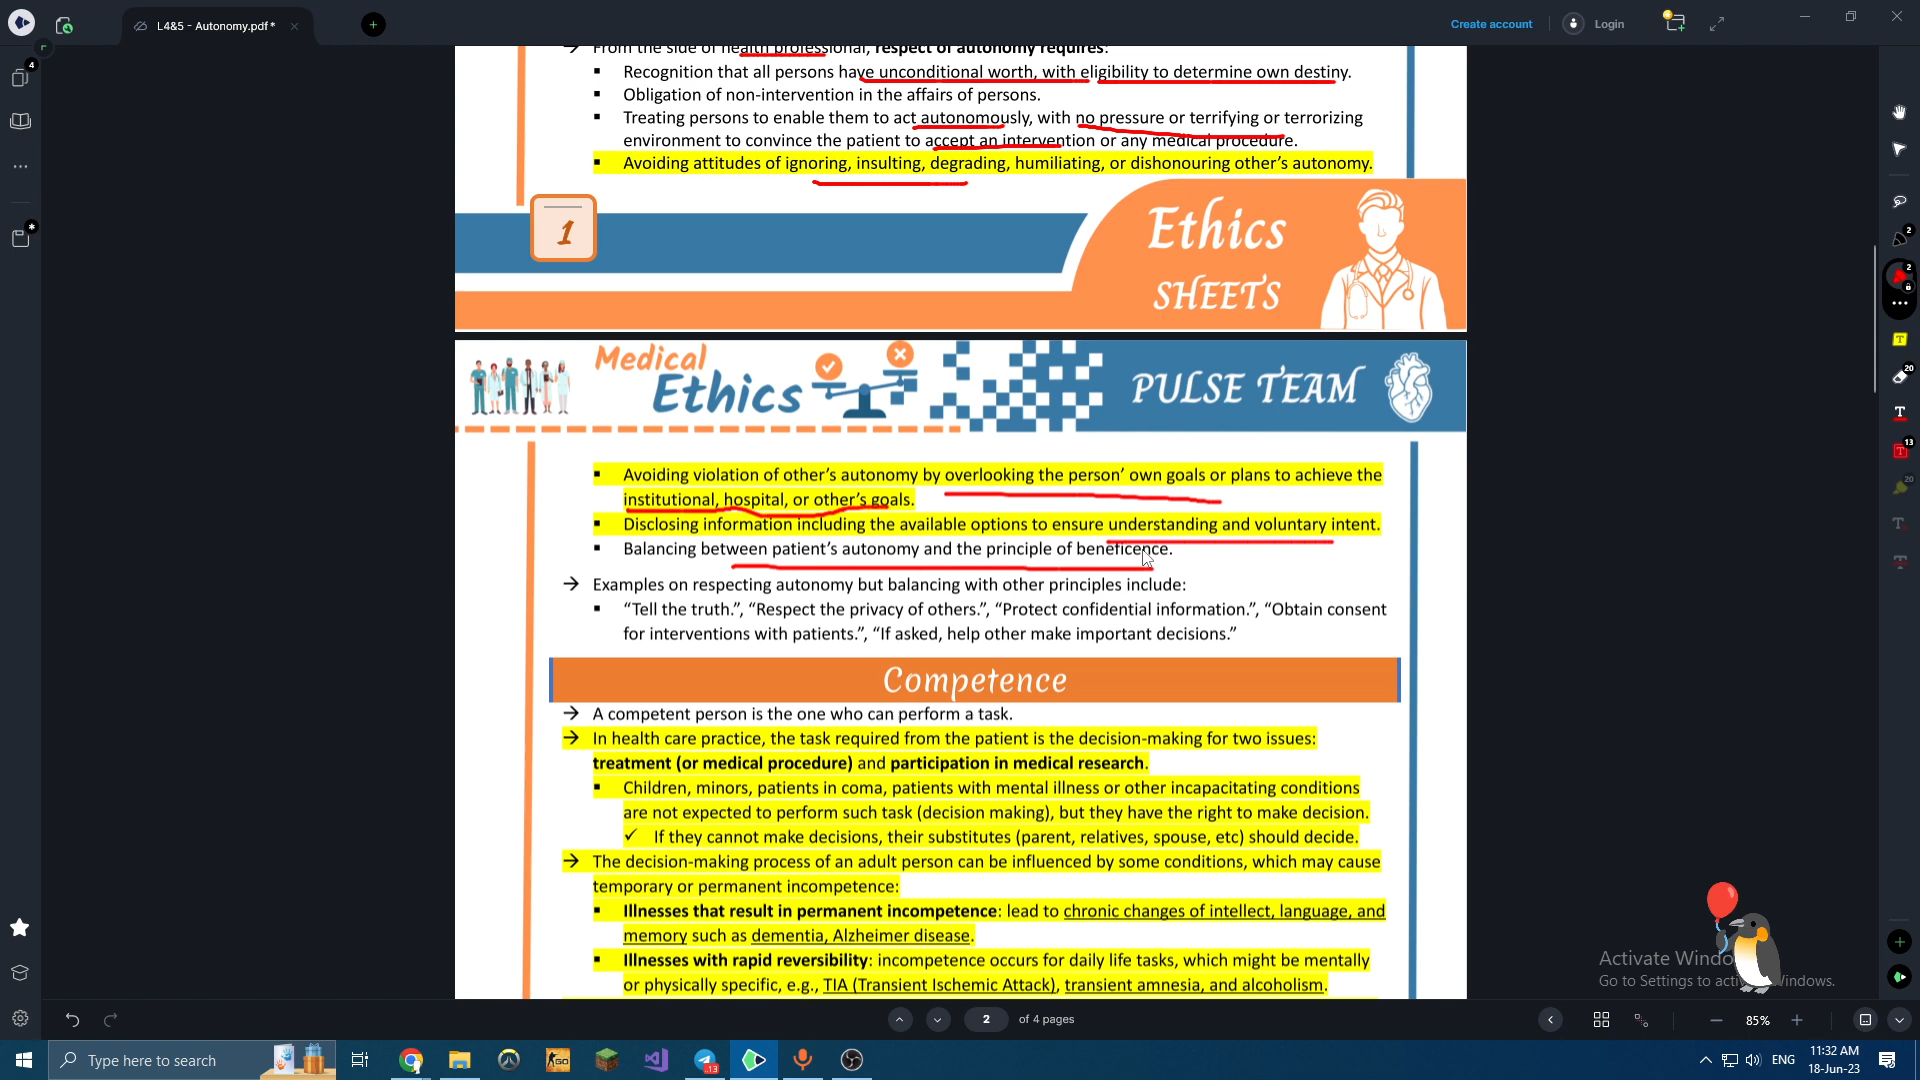 L4&5 - Autonomy.pdf *
Create account
Login
4
→ From the side of health professional, respect of autonomy requires:
▪ Recognition that all persons have unconditional worth, with eligibility to determine own destiny.
▪ Obligation of non-intervention in the affairs of persons.
▪ Treating persons to enable them to act autonomously, with no pressure or terrifying or terrorizing
environment to convince the patient to accept an intervention or any medical procedure.
▪ Avoiding attitudes of ignoring, insulting, degrading, humiliating, or dishonouring other's autonomy.
1
Ethics
SHEETS
Medical
Ethics
PULSE TEAM
▪ Avoiding violation of other's autonomy by overlooking the person' own goals or plans to achieve the
institutional, hospital, or other's goals.
▪ Disclosing information including the available options to ensure understanding and voluntary intent.
▪ Balancing between patient's autonomy and the principle of beneficence.
→ Examples on respecting autonomy but balancing with other principles include:
▪ "Tell the truth.", "Respect the privacy of others.", "Protect confidential information.", "Obtain consent
for interventions with patients.", "If asked, help other make important decisions."
Competence
→ A competent person is the one who can perform a task.
→ In health care practice, the task required from the patient is the decision-making for two issues:
treatment (or medical procedure) and participation in medical research.
▪ Children, minors, patients in coma, patients with mental illness or other incapacitating conditions
are not expected to perform such task (decision making), but they have the right to make decision.
✓ If they cannot make decisions, their substitutes (parent, relatives, spouse, etc) should decide.
→ The decision-making process of an adult person can be influenced by some conditions, which may cause
temporary or permanent incompetence:
▪ Illnesses that result in permanent incompetence: lead to chronic changes of intellect, language, and
memory such as dementia, Alzheimer disease.
▪ Illnesses with rapid reversibility: incompetence occurs for daily life tasks, which might be mentally
or physically specific, e.g., TIA (Transient Ischemic Attack), transient amnesia, and alcoholism.
2
2
T
20
T
13
T
20
T
T
Activate Windo
Go to Settings to acti indows.
2 of 4 pages
85%
Type here to search
GO
13
ENG
11:32 AM
18-Jun-23